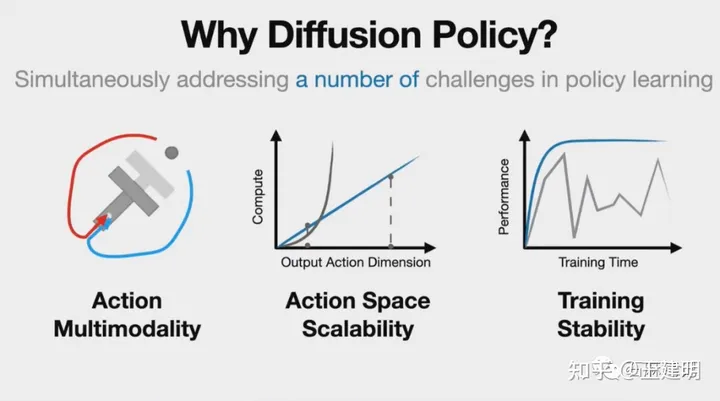 Why Diffusion Policy?
Simultaneously addressing a number of challenges in policy learning
Compute
Output Action Dimension
Performance
Training Time
Action
Multimodality
Action Space
Scalability
Training
Stability
知乎 @王建明